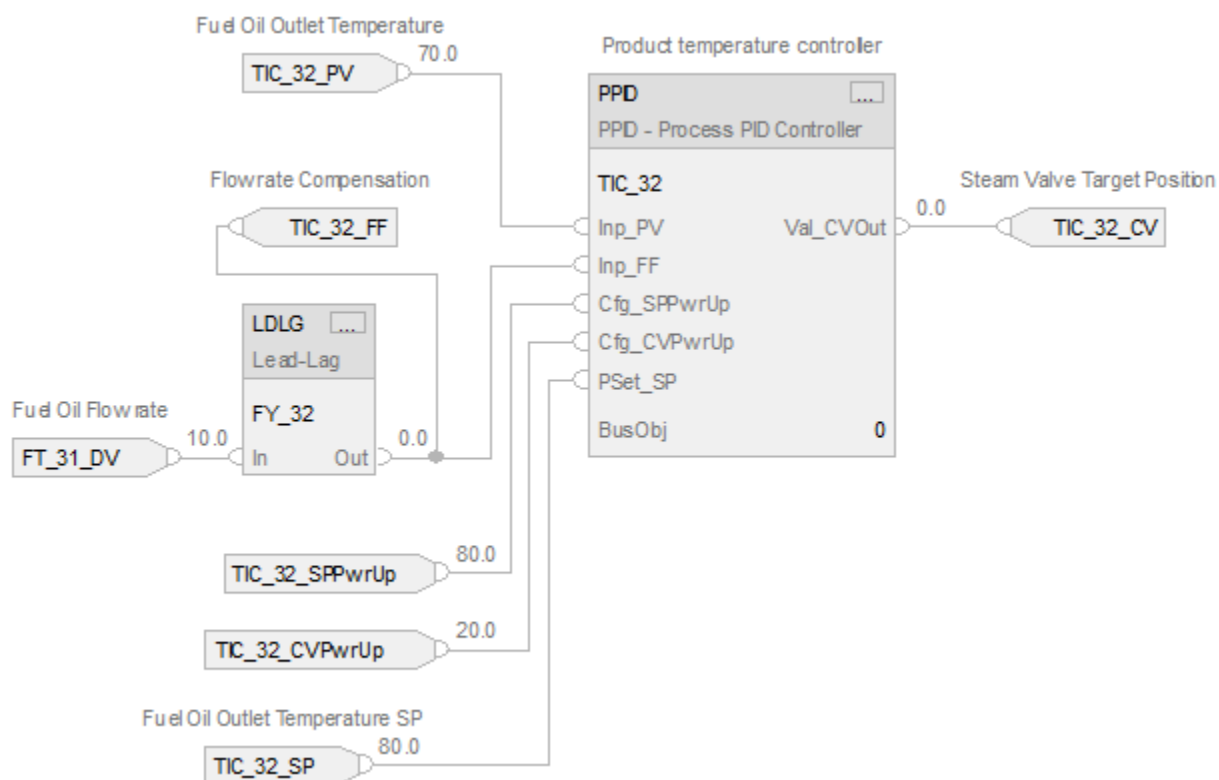 Fuel Oil Outlet Temperature
70.0
TIC_32_PV
Product temperature controller
PPID
...
PPID - Process PID Controller
TIC_32
Inp_PV
Val_CVOut
Inp_FF
Cfg_SPPwrUp
Cfg_CVPwrUp
PSet_SP
BusObj
0
Steam Valve Target Position
0.0
TIC_32_CV
Flowrate Compensation
TIC_32_FF
LDLG
...
Lead-Lag
FY_32
In
Out
Fuel Oil Flowrate
10.0
FT_31_DV
0.0
80.0
TIC_32_SPPwrUp
20.0
TIC_32_CVPwrUp
Fuel Oil Outlet Temperature SP
80.0
TIC_32_SP